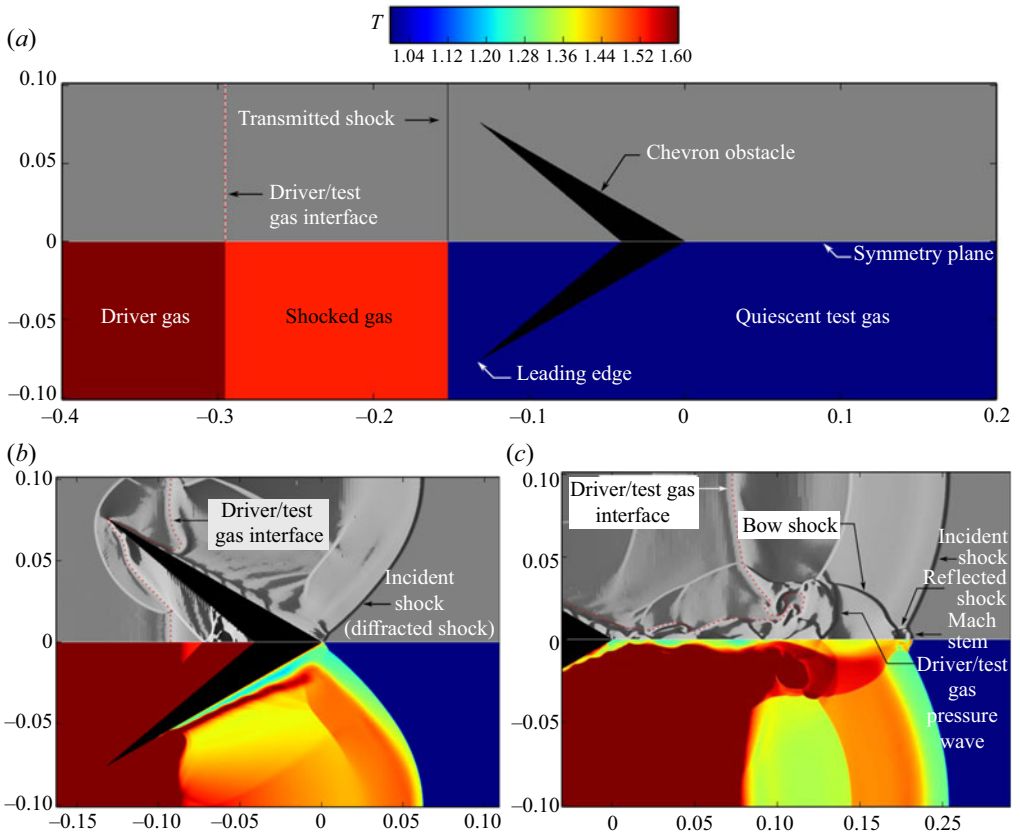 T
1.04 1.12 1.20 1.28 1.36 1.44 1.52 1.60
(a)
0.10
Transmitted shock
Chevron obstacle
0.05
Driver/test
gas interface
0
Symmetry plane
Driver gas
Shocked gas
Quiescent test gas
−0.05
Leading edge
−0.10
−0.4 −0.3 −0.2 −0.1 0 0.1 0.2
(b)
0.10
Driver/test
gas interface
0.05
Incident
shock
(diffracted shock)
0
−0.05
−0.10
−0.15 −0.10 −0.05 0 0.05 0.10
(c)
0.10
Driver/test gas
interface
Bow shock
0.05
Incident
shock
Reflected
shock
Mach
stem
0
Driver/test
gas
pressure
wave
−0.05
−0.10
0 0.05 0.10 0.15 0.20 0.25